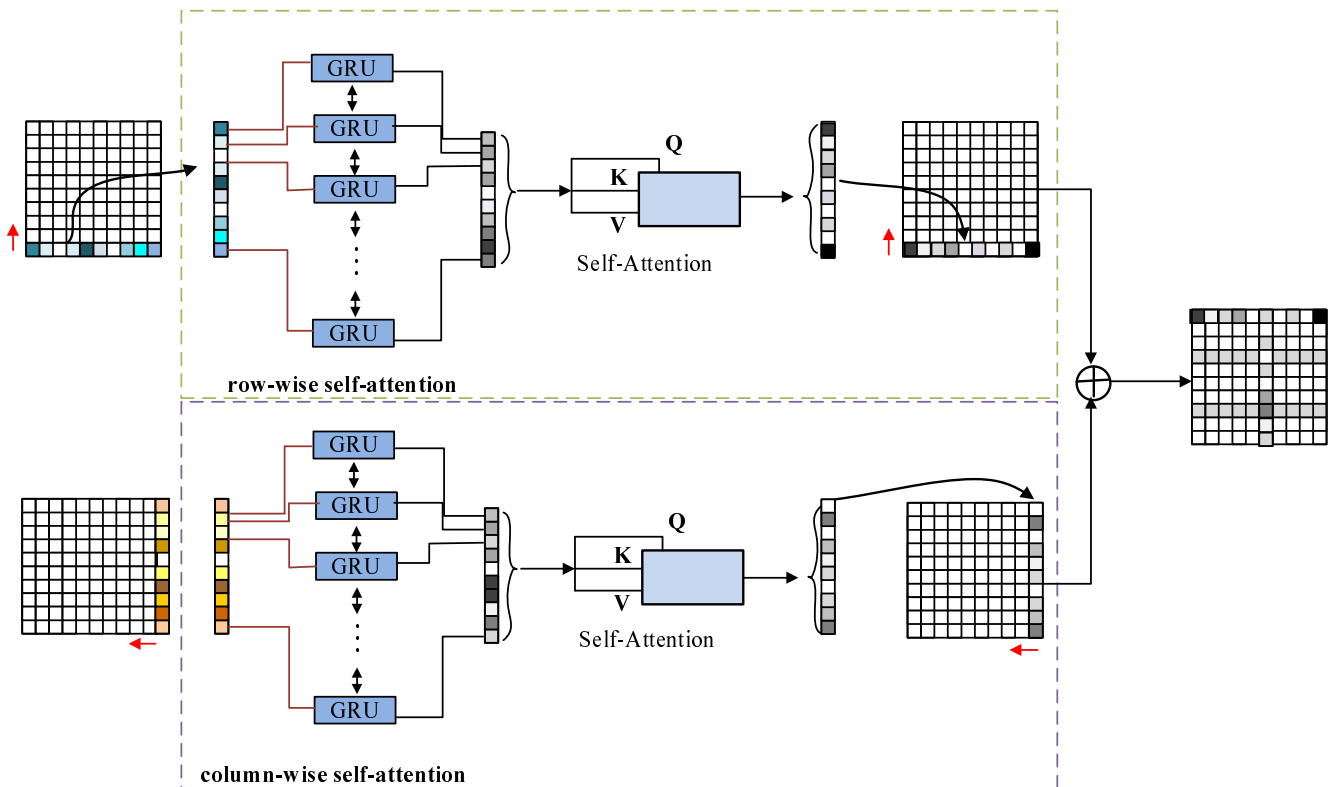 GRU
GRU
GRU
GRU
Q
K
V
Self-Attention
row-wise self-attention
GRU
GRU
GRU
GRU
Q
K
V
Self-Attention
column-wise self-attention